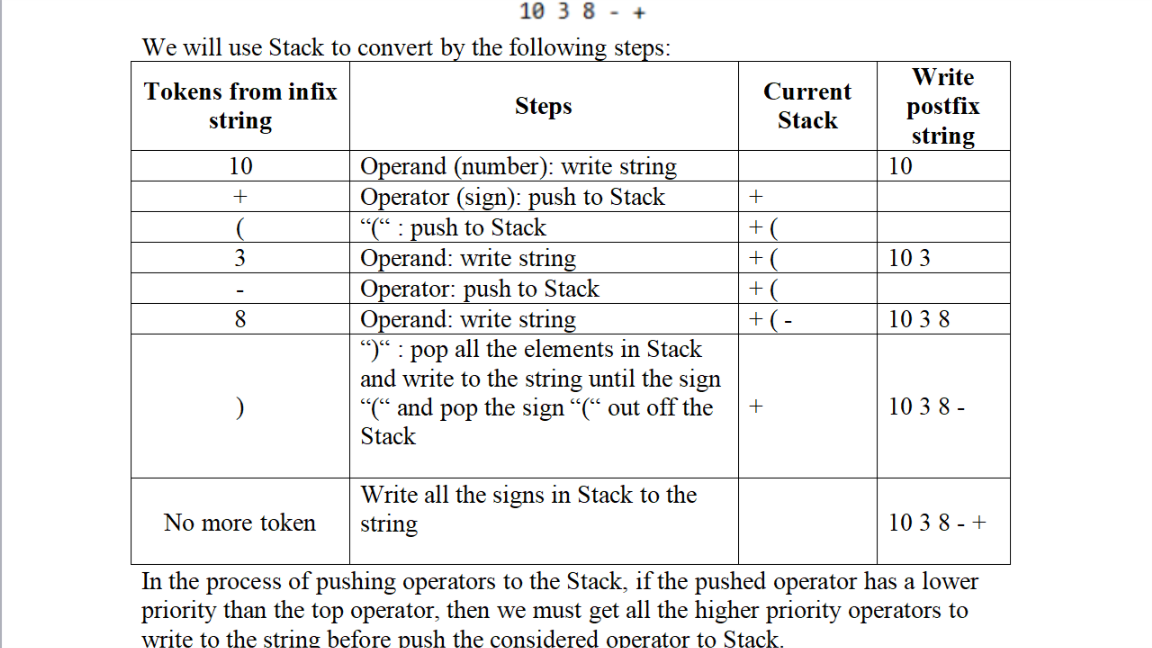 10 3 8 - +
We will use Stack to convert by the following steps:
Tokens from infix
string
Steps
Current
Stack
Write
postfix
string
10
Operand (number): write string
10
+
Operator (sign): push to Stack
+
(
“(“ : push to Stack
+ (
3
Operand: write string
+ (
10 3
-
Operator: push to Stack
+ (
8
Operand: write string
+ ( -
10 3 8
)
“)“ : pop all the elements in Stack
and write to the string until the sign
“(“ and pop the sign “(“ out off the
Stack
+
10 3 8 -
No more token
Write all the signs in Stack to the
string
10 3 8 - +
In the process of pushing operators to the Stack, if the pushed operator has a lower
priority than the top operator, then we must get all the higher priority operators to
write to the string before push the considered operator to Stack.